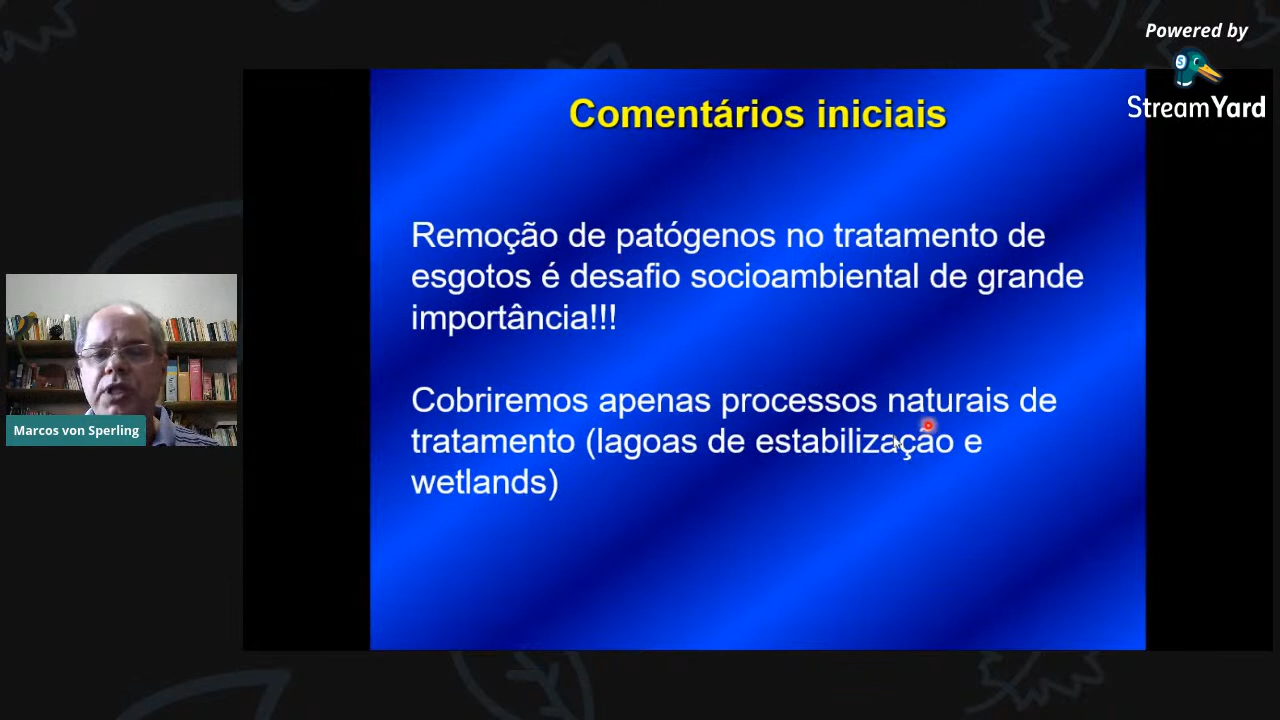 Powered by
StreamYard
Comentários iniciais
Remoção de patógenos no tratamento de
esgotos é desafio socioambiental de grande
importância!!!
Cobriremos apenas processos naturais de
tratamento (lagoas de estabilização e
wetlands)
Marcos von Sperling